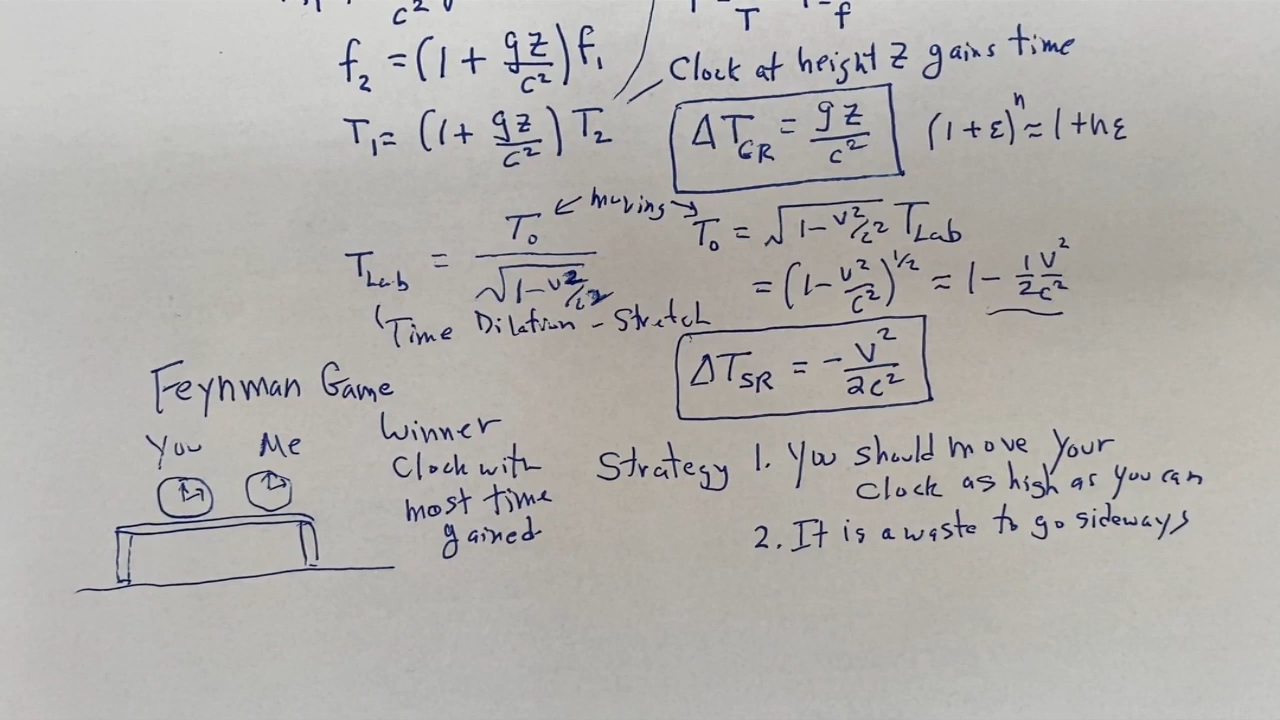 c² 
T f
f₂ = (1 + gz/c²) f₁
Clock at height Z gains time
T₁ = (1 + gz/c²) T₂
ΔT_GR = gz/c²
(1+ε)ⁿ ≈ 1+nε
← moving →
T_Lab = T₀/√(1-v²/c²)
T₀ = √(1-v²/c²) T_Lab
= (1-v²/c²)^1/2 ≈ 1 - 1/2 v²/c²
Time Dilation - Stretch
ΔT_SR = - v²/2c²
Feynman Game
You Me
Winner
Clock with
most time
gained
Strategy 1. You should move your
Clock as high as you can
2. It is a waste to go sideways